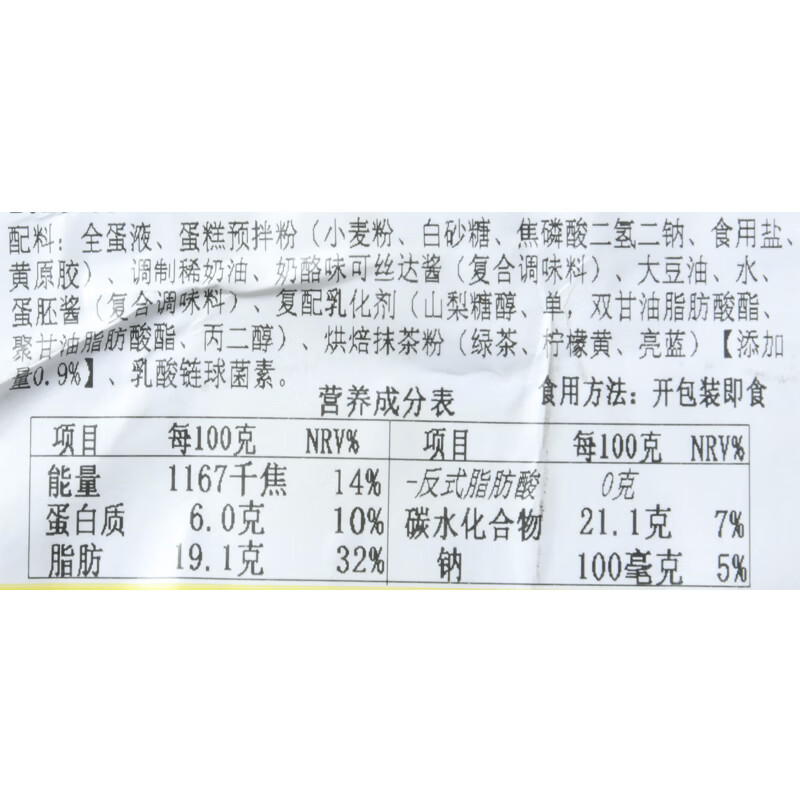 配料：全蛋液、蛋糕预拌粉（小麦粉、白砂糖、焦磷酸二氢二钠、食用盐、
黄原胶）、调制稀奶油、奶酪味可丝达酱（复合调味料）、大豆油、水、
蛋胚酱（复合调味料）、复配乳化剂（山梨糖醇、单，双甘油脂肪酸酯、
聚甘油脂肪酸酯、丙二醇）、烘焙抹茶粉（绿茶、柠檬黄、亮蓝）【添加
量0.9%】、乳酸链球菌素。
营养成分表 食用方法：开包装即食
项目 每100克 NRV% 项目 每100克 NRV%
能量 1167千焦 14% -反式脂肪酸 0克
蛋白质 6.0克 10% 碳水化合物 21.1克 7%
脂肪 19.1克 32% 钠 100毫克 5%